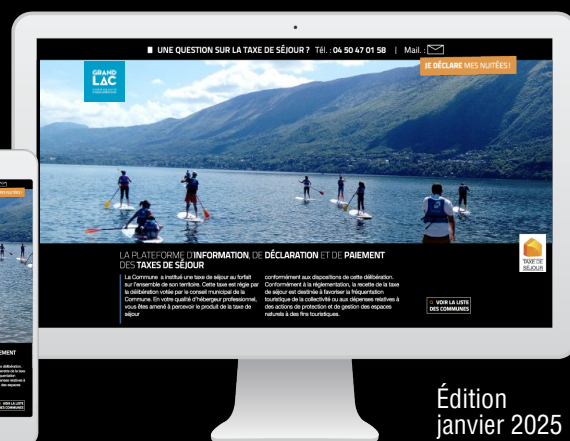 UNE QUESTION SUR LA TAXE DE SÉJOUR ? Tél. : 04 50 47 01 58 | Mail. :
JE DÉCLARE MES NUITÉES !
GRAND
LAC
LA PLATEFORME D'INFORMATION, DE DÉCLARATION ET DE PAIEMENT
DES TAXES DE SÉJOUR
La Commune a institué une taxe de séjour au forfait
sur l'ensemble de son territoire. Cette taxe est régie par
la délibération votée par le conseil municipal de la
Commune. En votre qualité d'hébergeur professionnel,
vous êtes amené à percevoir le produit de la taxe de
séjour
conformément aux dispositions de cette délibération.
Conformément à la réglementation, la recette de la taxe
de séjour est destinée à favoriser la fréquentation
touristique de la collectivité ou aux dépenses relatives à
des actions de protection et de gestion des espaces
naturels à des fins touristiques.
TAXE DE
SÉJOUR
VOIR LA LISTE
DES COMMUNES
EMENT
VOIR LA LISTE
DES COMMUNES
Édition
janvier 2025